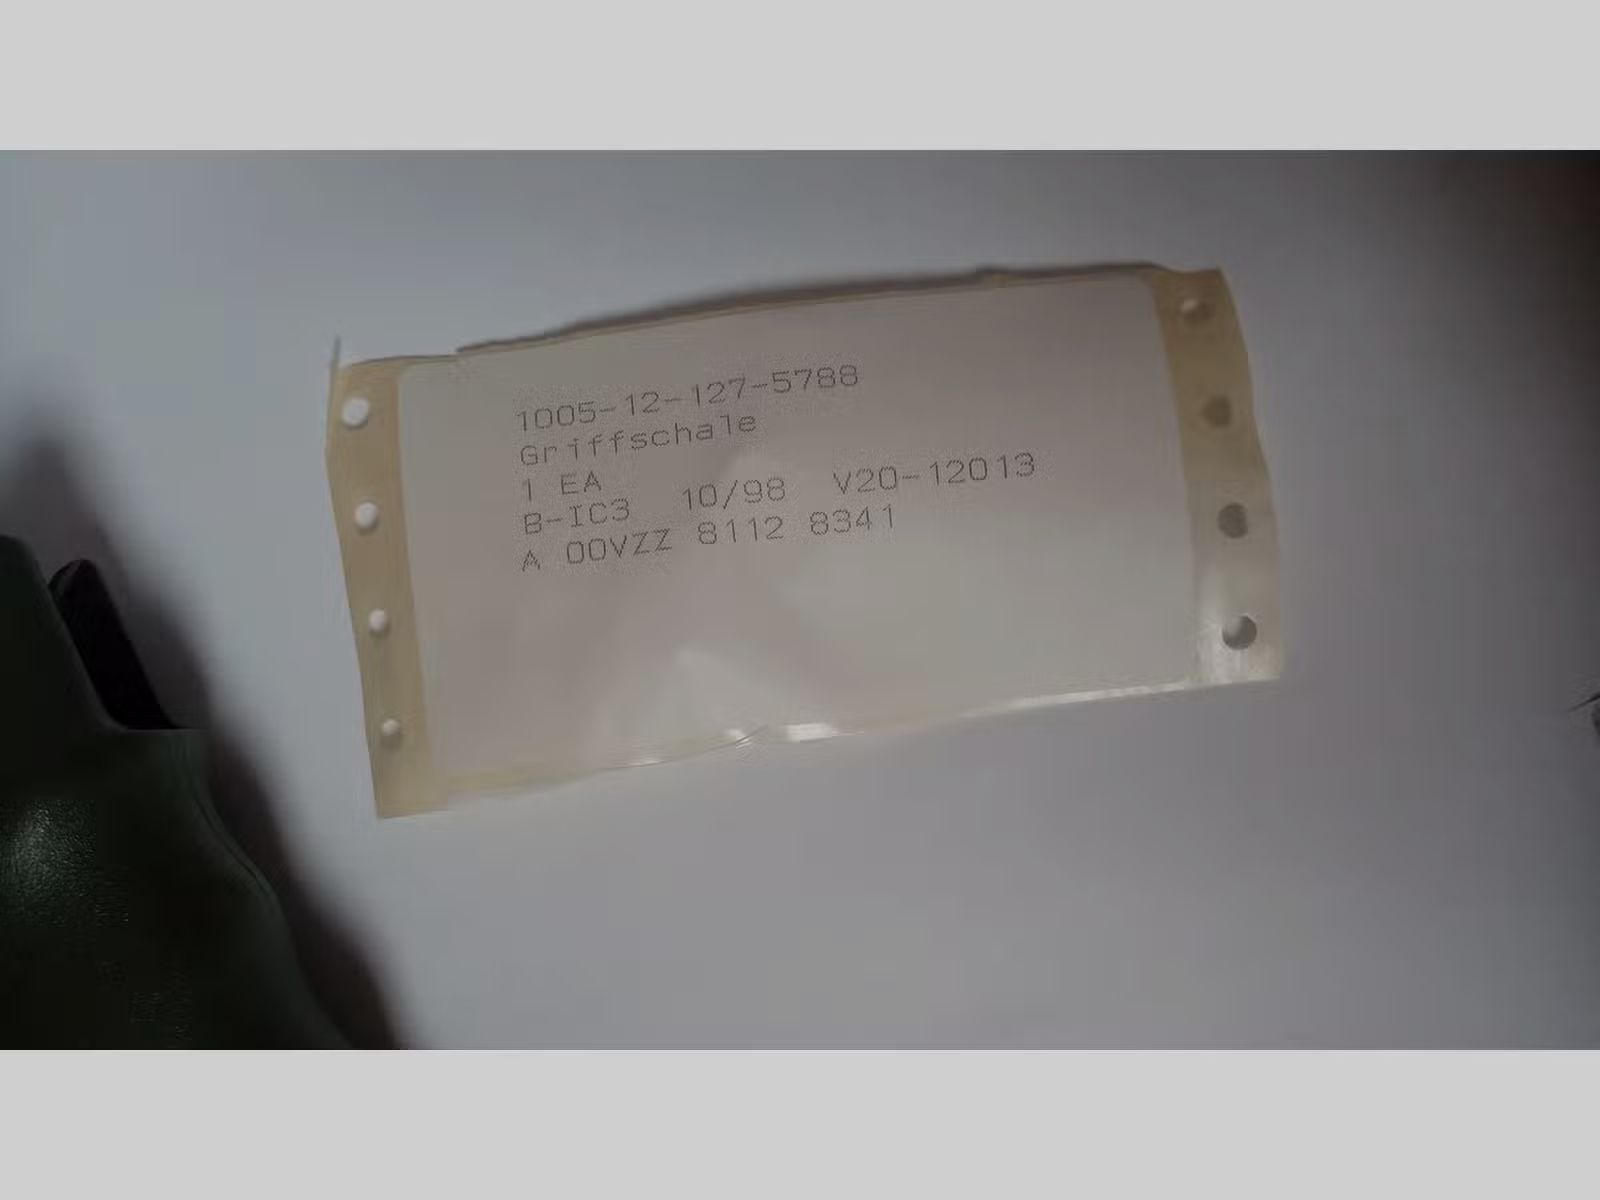 1005-12-127-5788
Griffschale
1 EA
B-IC3 10/98 V20-12013
A 00VZZ 8112 8341